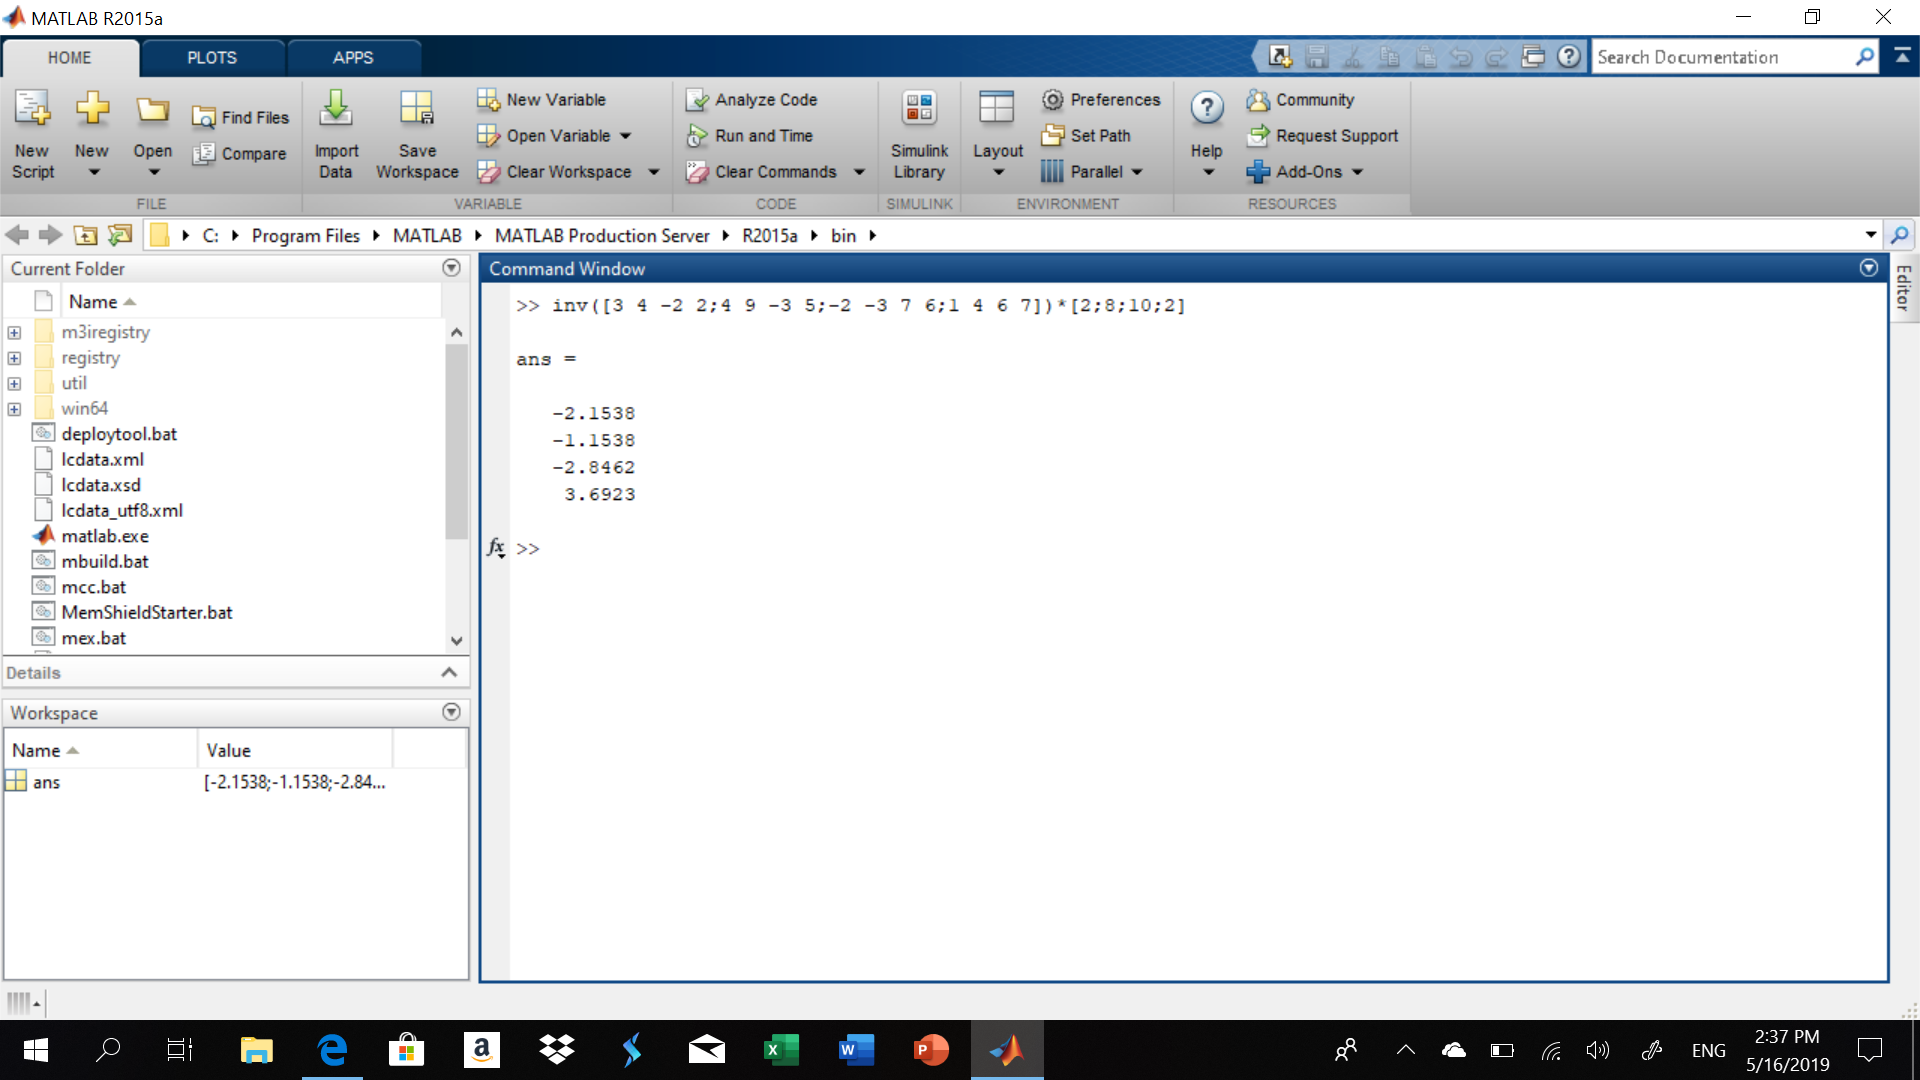 MATLAB R2015a
HOME PLOTS APPS
Search Documentation
New Script
New
Open
Find Files
Compare
FILE
Import Data
Save Workspace
New Variable
Open Variable
Clear Workspace
VARIABLE
Analyze Code
Run and Time
Clear Commands
CODE
Simulink Library
SIMULINK
Layout
Preferences
Set Path
Parallel
ENVIRONMENT
Help
Community
Request Support
Add-Ons
RESOURCES
C: Program Files MATLAB MATLAB Production Server R2015a bin
Current Folder
Name
m3iregistry
registry
util
win64
deploytool.bat
lcdata.xml
lcdata.xsd
lcdata_utf8.xml
matlab.exe
mbuild.bat
mcc.bat
MemShieldStarter.bat
mex.bat
Details
Workspace
Name Value
ans [-2.1538;-1.1538;-2.84...
Command Window
>> inv([3 4 -2 2;4 9 -3 5;-2 -3 7 6;1 4 6 7])*[2;8;10;2]
ans =
-2.1538
-1.1538
-2.8462
3.6923
fx >>
Editor
ENG
2:37 PM
5/16/2019